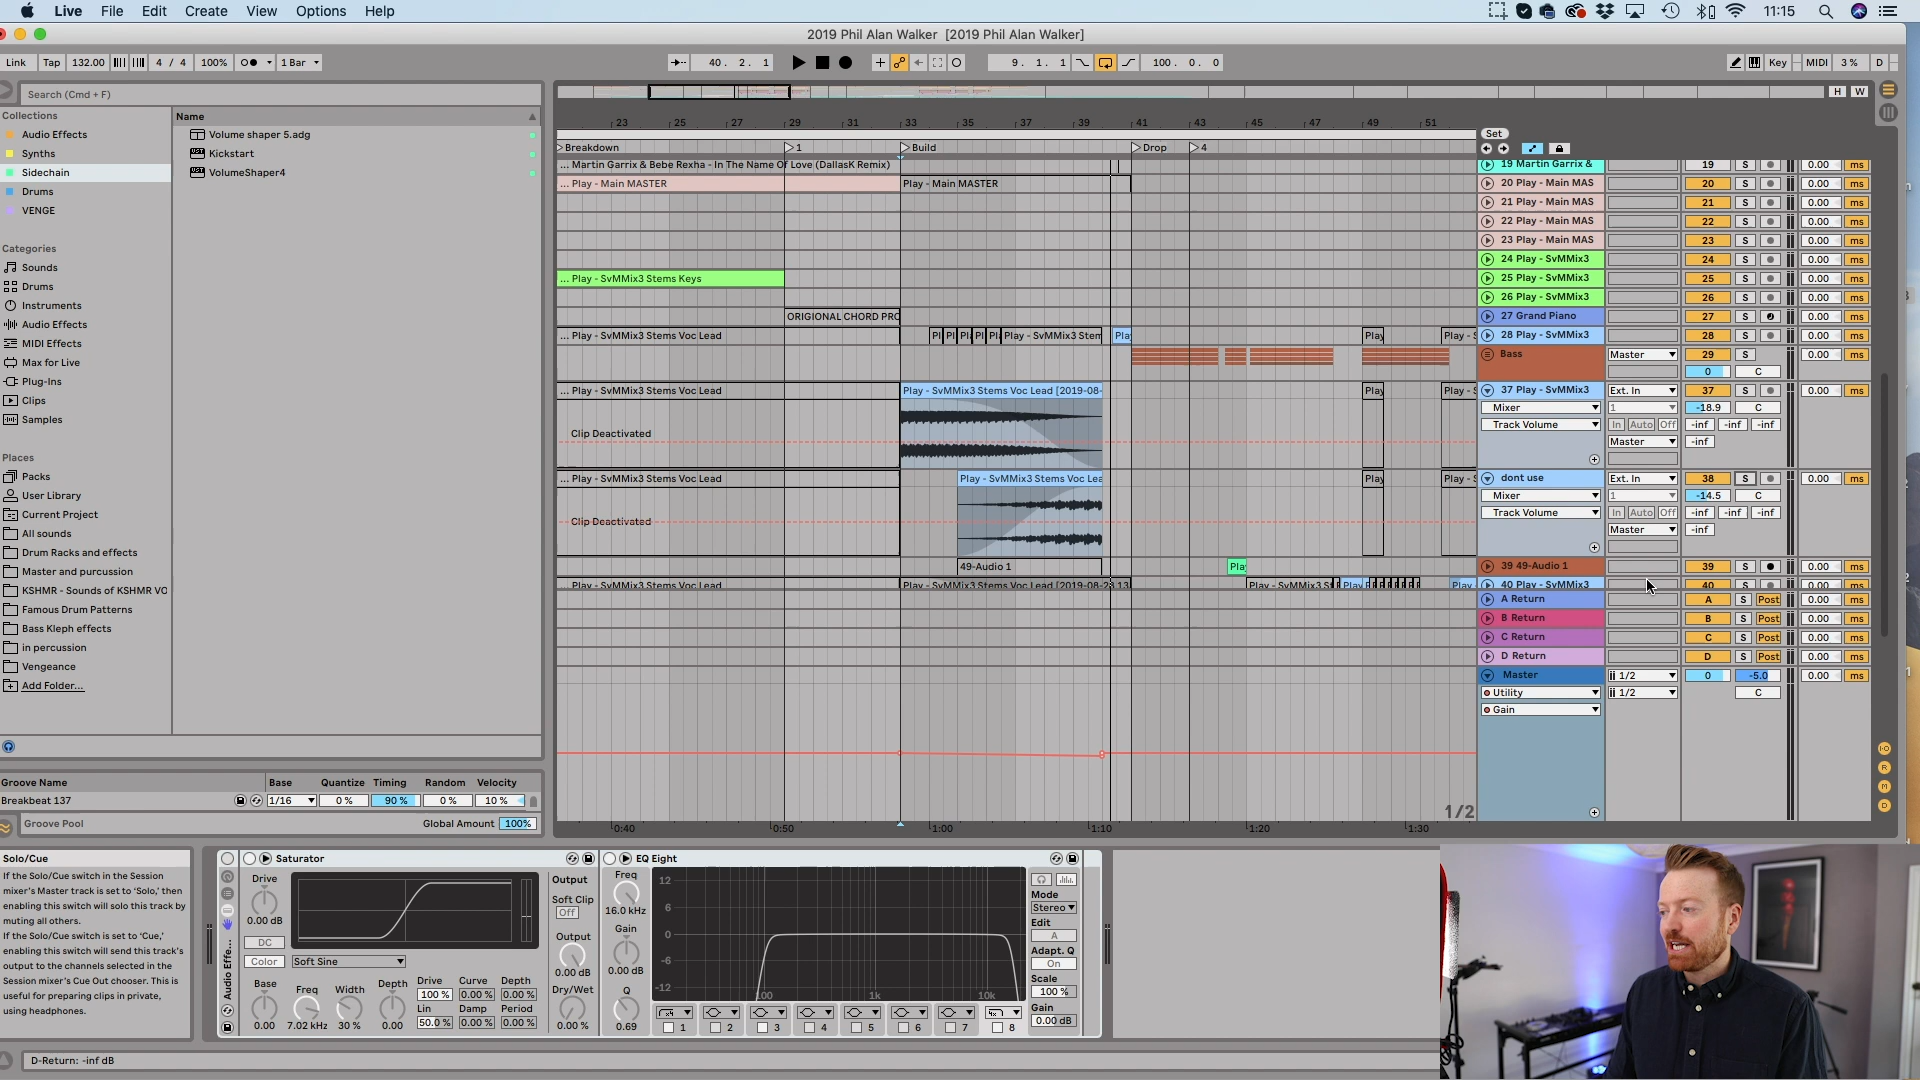 Live File Edit Create View Options Help 11:15
2019 Phil Alan Walker [2019 Phil Alan Walker]
Link Tap 132.00 4 / 4 100% 1 Bar 40. 2. 1 9. 1. 1 100. 0. 0 Key MIDI 3 % D
Search (Cmd + F)
H W
Collections
Audio Effects
Synths
Sidechain
Drums
VENGE
Categories
Sounds
Drums
Instruments
Audio Effects
MIDI Effects
Max for Live
Plug-Ins
Clips
Samples
Places
Packs
User Library
Current Project
All sounds
Drum Racks and effects
Master and percussion
KSHMR - Sounds of KSHMR VO
Famous Drum Patterns
Bass Kleph effects
in percussion
Vengeance
Add Folder...
Name
Volume shaper 5.adg
Kickstart
VolumeShaper4
23 25 27 29 31 33 35 37 39 41 43 45 47 49 51
Set
Breakdown 1 Build Drop 4
... Martin Garrix & Bebe Rexha - In The Name Of Love (DallasK Remix)
... Play - Main MASTER Play - Main MASTER
... Play - SvMMix3 Stems Keys
ORIGIONAL CHORD PRO
... Play - SvMMix3 Stems Voc Lead Pl Pl Pl Pl Pl Play - SvMMix3 Stem Play Play Play - S
... Play - SvMMix3 Stems Voc Lead Play - SvMMix3 Stems Voc Lead [2019-08- Play Play - S
Clip Deactivated
... Play - SvMMix3 Stems Voc Lead Play - SvMMix3 Stems Voc Lea Play Play - S
Clip Deactivated
49-Audio 1 Play
... Play - SvMMix3 Stems Voc Lead Play - SvMMix3 Stems Voc Lead [2019-08-23 13 Play - SvMMix3 St Play
1/2
0:40 0:50 1:00 1:10 1:20 1:30
19 Martin Garrix & 19 S 0.00 ms
20 Play - Main MAS 20 S 0.00 ms
21 Play - Main MAS 21 S 0.00 ms
22 Play - Main MAS 22 S 0.00 ms
23 Play - Main MAS 23 S 0.00 ms
24 Play - SvMMix3 24 S 0.00 ms
25 Play - SvMMix3 25 S 0.00 ms
26 Play - SvMMix3 26 S 0.00 ms
27 Grand Piano 27 S 0.00 ms
28 Play - SvMMix3 28 S 0.00 ms
Bass Master 29 S 0.00 ms
0 C
37 Play - SvMMix3 Ext. In 37 S 0.00 ms
Mixer 1 -18.9 C
Track Volume In Auto Off -inf -inf -inf
Master -inf
dont use Ext. In 38 S 0.00 ms
Mixer 1 -14.5 C
Track Volume In Auto Off -inf -inf -inf
Master -inf
39 49-Audio 1 39 S 0.00 ms
40 Play - SvMMix3 40 S 0.00 ms
A Return A S Post 0.00 ms
B Return B S Post 0.00 ms
C Return C S Post 0.00 ms
D Return D S Post 0.00 ms
Master 1/2 0 -5.0 0.00 ms
Utility 1/2 C
Gain
I·O
R
M
D
Groove Name Base Quantize Timing Random Velocity
Breakbeat 137 1/16 0 % 90 % 0 % 10 %
Groove Pool Global Amount 100%
Solo/Cue
If the Solo/Cue switch in the Session
mixer's Master track is set to 'Solo,' then
enabling this switch will solo this track by
muting all others.
If the Solo/Cue switch is set to 'Cue,'
enabling this switch will send this track's
output to the channels selected in the
Session mixer's Cue Out chooser. This is
useful for preparing clips in private,
using headphones.
Audio Effe...
Saturator
Drive
0.00 dB
DC
Color Soft Sine
Base Freq Width Depth
0.00 7.02 kHz 30 % 0.00
Drive Curve Depth
100 % 0.00 % 0.00 %
Lin Damp Period
50.0 % 0.00 % 0.00 %
Output
Soft Clip
Off
Output
0.00 dB
Dry/Wet
0.00 %
EQ Eight
Freq
16.0 kHz
Gain
0.00 dB
Q
0.69
12
6
0
-6
-12
100 1k 10k
1 2 3 4 5 6 7 8
Mode
Stereo
Edit
A
Adapt. Q
On
Scale
100 %
Gain
0.00 dB
D-Return: -inf dB